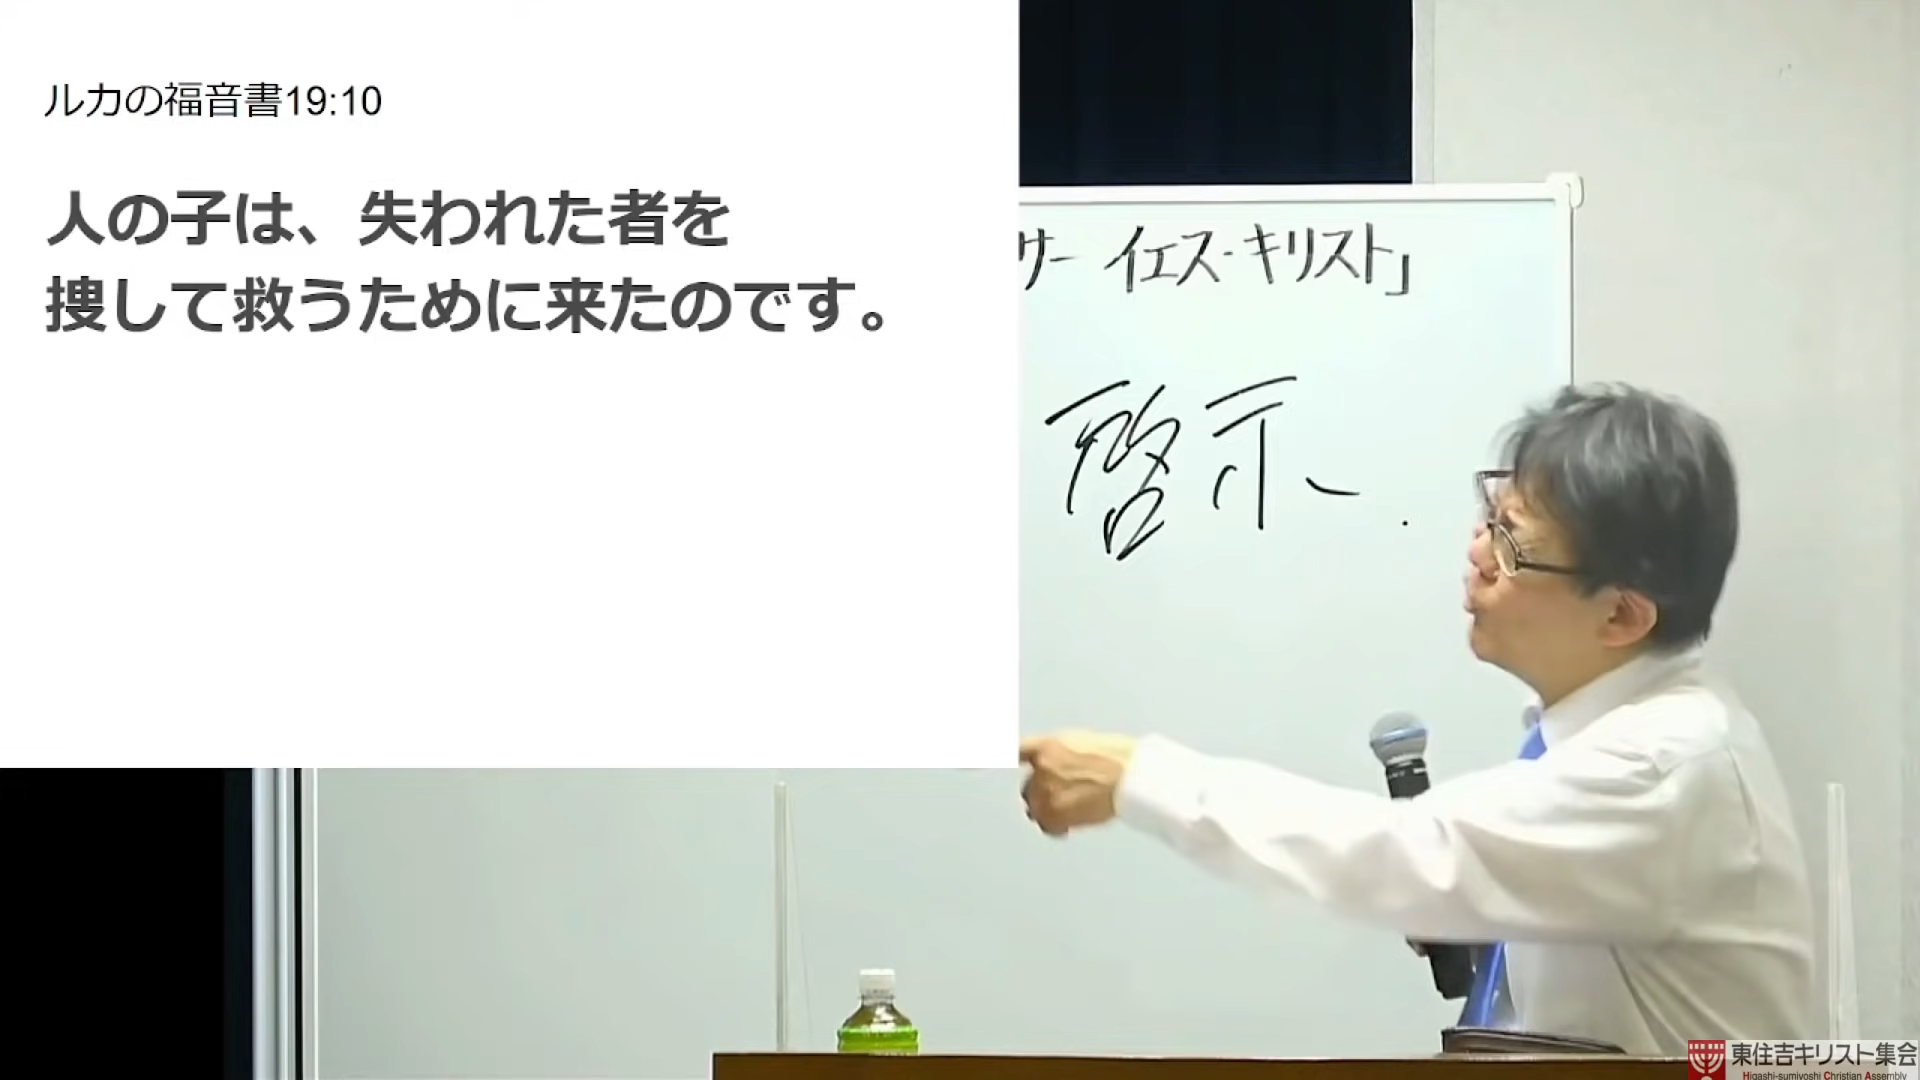 ルカの福音書19:10
人の子は、失われた者を
捜して救うために来たのです。
サー イエス・キリスト」
啓示
東住吉キリスト集会
Higashi-sumiyoshi Christian Assembly